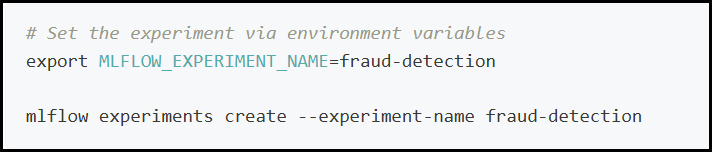 # Set the experiment via environment variables
export MLFLOW_EXPERIMENT_NAME=fraud-detection
mlflow experiments create --experiment-name fraud-detection